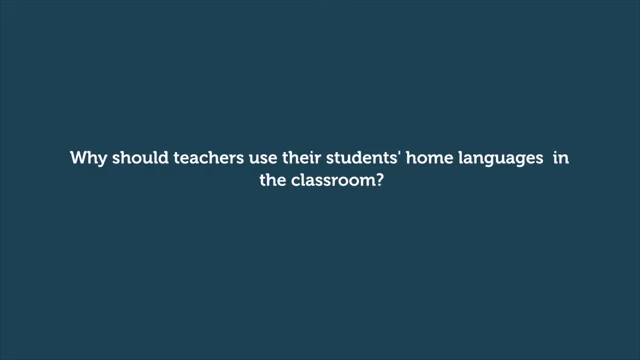 Why should teachers use their students' home languages  in
the classroom?